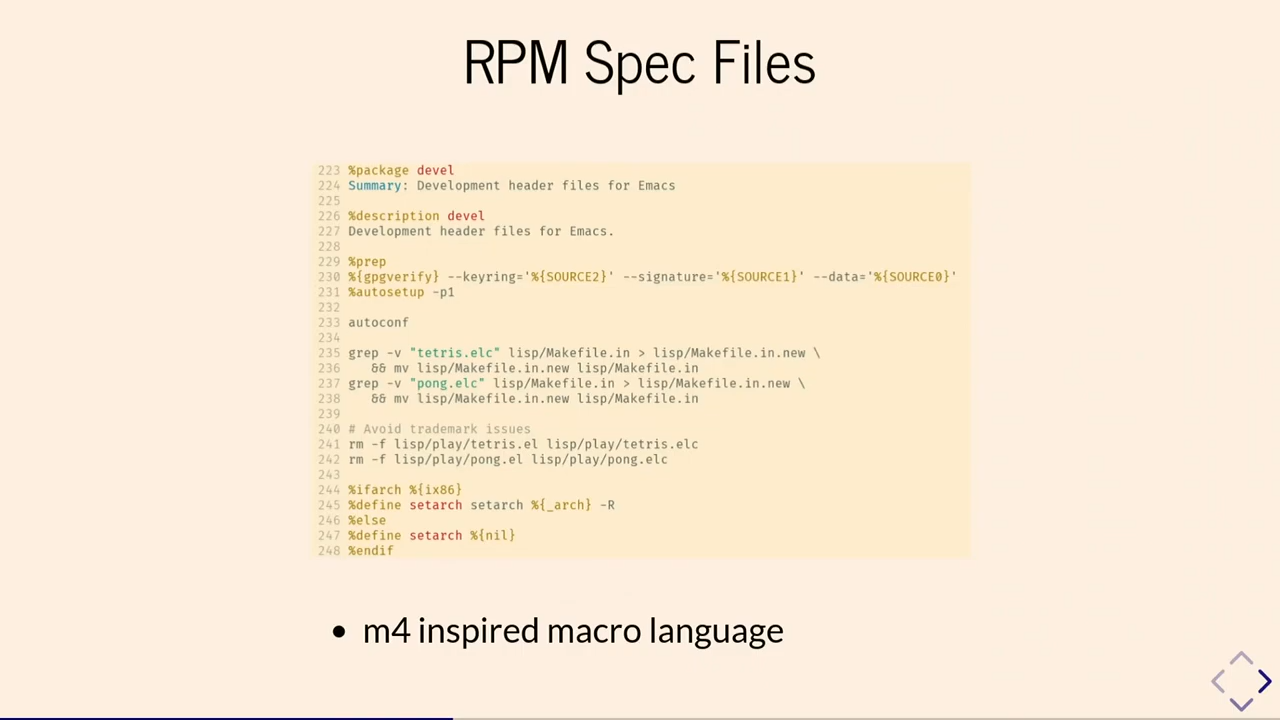 RPM Spec Files
223 %package devel
224 Summary: Development header files for Emacs
225
226 %description devel
227 Development header files for Emacs.
228
229 %prep
230 %{gpgverify} --keyring='%{SOURCE2}' --signature='%{SOURCE1}' --data='%{SOURCE0}'
231 %autosetup -p1
232
233 autoconf
234
235 grep -v "tetris.elc" lisp/Makefile.in > lisp/Makefile.in.new \
236    && mv lisp/Makefile.in.new lisp/Makefile.in
237 grep -v "pong.elc" lisp/Makefile.in > lisp/Makefile.in.new \
238    && mv lisp/Makefile.in.new lisp/Makefile.in
239
240 # Avoid trademark issues
241 rm -f lisp/play/tetris.el lisp/play/tetris.elc
242 rm -f lisp/play/pong.el lisp/play/pong.elc
243
244 %ifarch %{ix86}
245 %define setarch setarch %{_arch} -R
246 %else
247 %define setarch %{nil}
248 %endif
• m4 inspired macro language